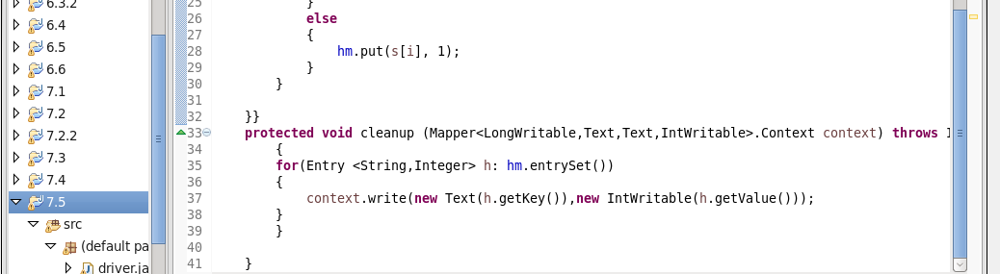 6.3.2
6.4
6.5
6.6
7.1
7.2
7.2.2
7.3
7.4
7.5
src
(default pa
driver.ja
25 }
26 else
27 {
28 hm.put(s[i], 1);
29 }
30 }
31
32 }}
33 protected void cleanup (Mapper<LongWritable,Text,Text,IntWritable>.Context context) throws I
34 {
35 for(Entry <String,Integer> h: hm.entrySet())
36 {
37 context.write(new Text(h.getKey()),new IntWritable(h.getValue()));
38 }
39 }
40
41 }